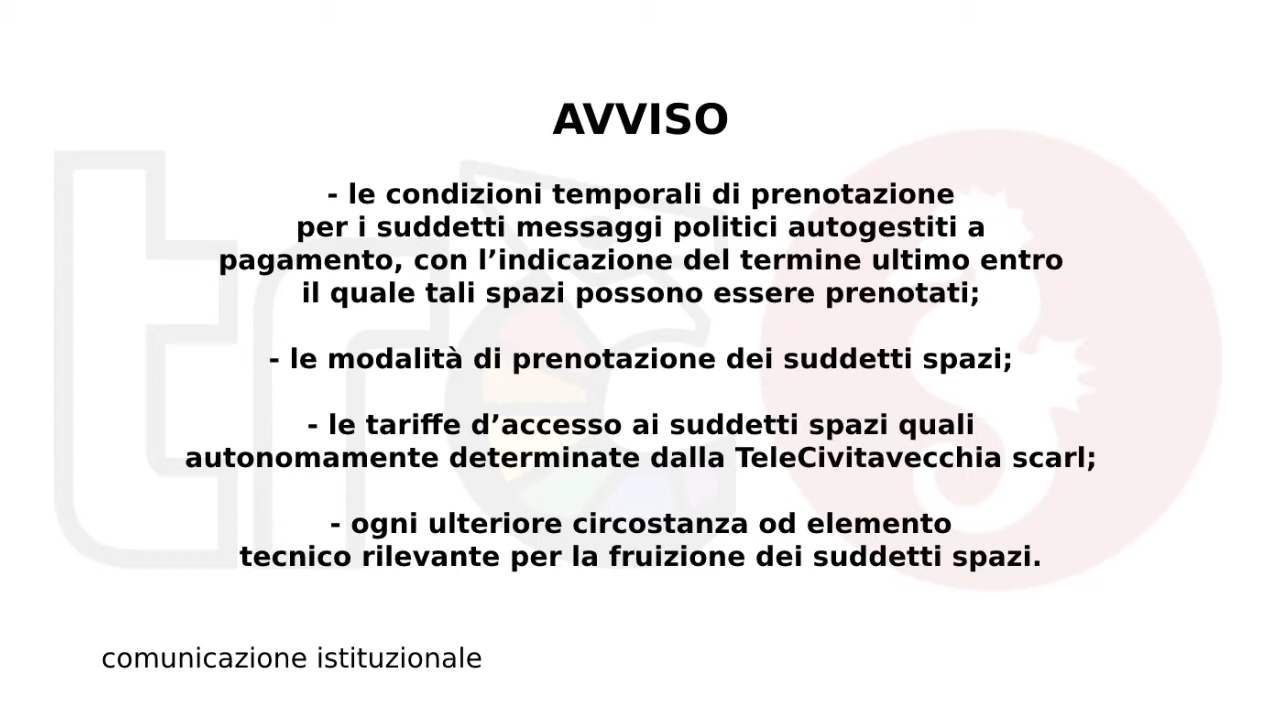 AVVISO
- le condizioni temporali di prenotazione
per i suddetti messaggi politici autogestiti a
pagamento, con l’indicazione del termine ultimo entro
il quale tali spazi possono essere prenotati;
- le modalità di prenotazione dei suddetti spazi;
- le tariffe d’accesso ai suddetti spazi quali
autonomamente determinate dalla TeleCivitavecchia scarl;
- ogni ulteriore circostanza od elemento
tecnico rilevante per la fruizione dei suddetti spazi.
comunicazione istituzionale
trc